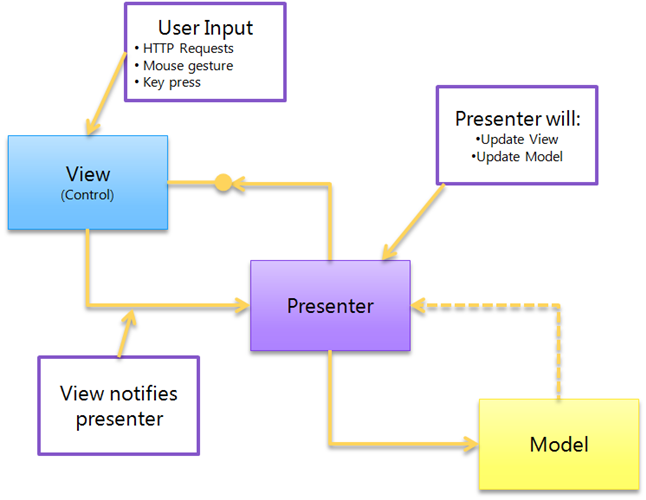 User Input
• HTTP Requests
• Mouse gesture
• Key press
Presenter will:
•Update View
•Update Model
View
(Control)
Presenter
View notifies
presenter
Model